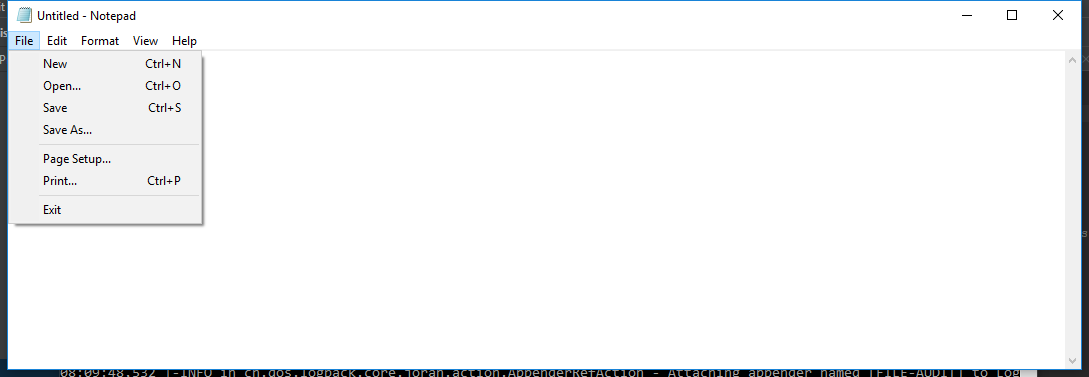 Untitled - Notepad
File Edit Format View Help
New Ctrl+N
Open... Ctrl+O
Save Ctrl+S
Save As...
Page Setup...
Print... Ctrl+P
Exit
08:09:48,532 |-INFO in ch.qos.logback.core.joran.action.AppenderRefAction - Attaching appender named [FILE-AUDIT] to Log